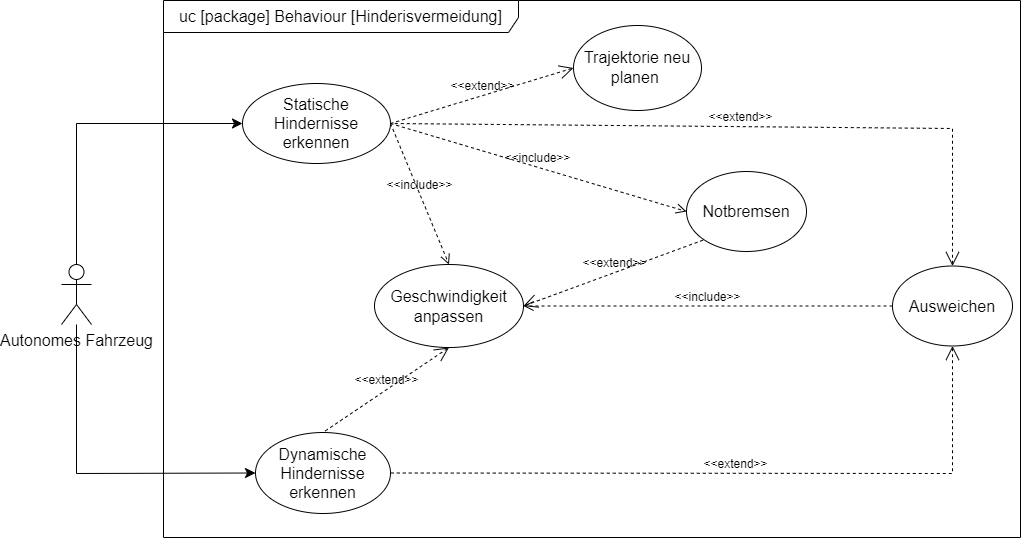 uc [package] Behaviour [Hinderisvermeidung]
Trajektorie neu
planen
<<extend>>
Statische
Hindernisse
erkennen
<<extend>>
<<include>>
<<include>>
Notbremsen
<<extend>>
Autonomes Fahrzeug
Geschwindigkeit
anpassen
<<include>>
Ausweichen
<<extend>>
Dynamische
Hindernisse
erkennen
<<extend>>